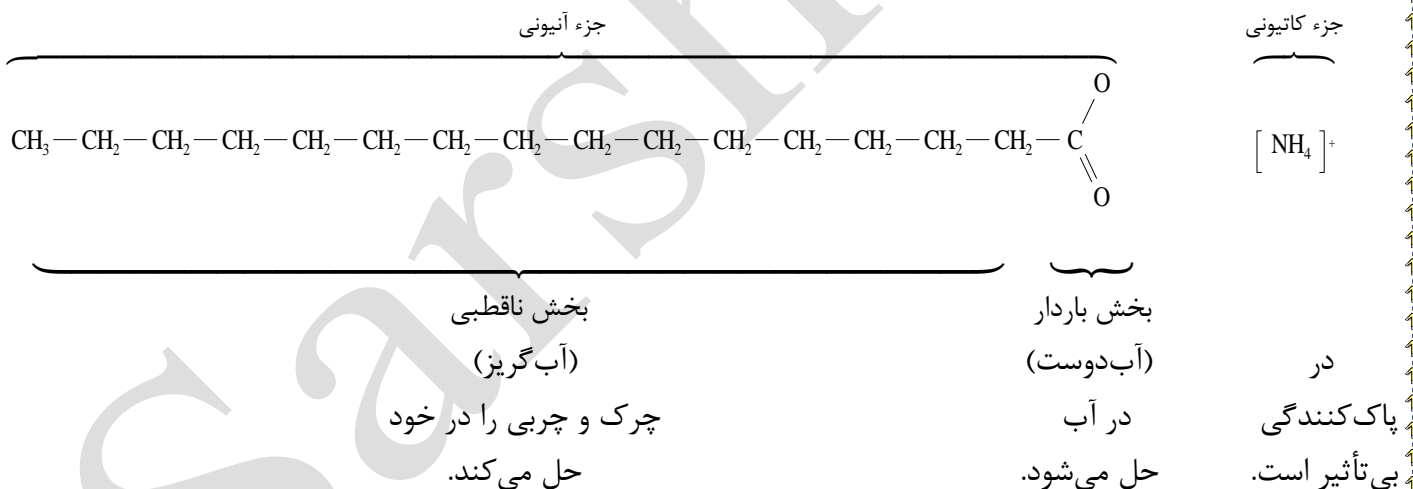 جزء کاتیونی جزء آنیونی
O
CH₃—CH₂—CH₂—CH₂—CH₂—CH₂—CH₂—CH₂—CH₂—CH₂—CH₂—CH₂—CH₂—CH₂—CH₂—C [NH₄]⁺
O
بخش باردار بخش ناقطبی
در (آب‌دوست) (آب‌گریز)
پاک‌کنندگی در آب چرک و چربی را در خود
بی‌تأثیر است. حل می‌شود. حل می‌کند.
Sarsh